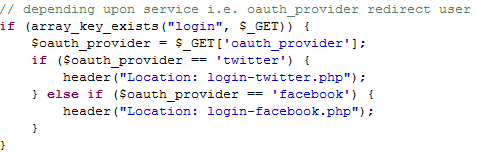 // depending upon service i.e. oauth_provider redirect user
if (array_key_exists("login", $_GET)) {
    $oauth_provider = $_GET['oauth_provider'];
    if ($oauth_provider == 'twitter') {
        header("Location: login-twitter.php");
    } else if ($oauth_provider == 'facebook') {
        header("Location: login-facebook.php");
    }
}